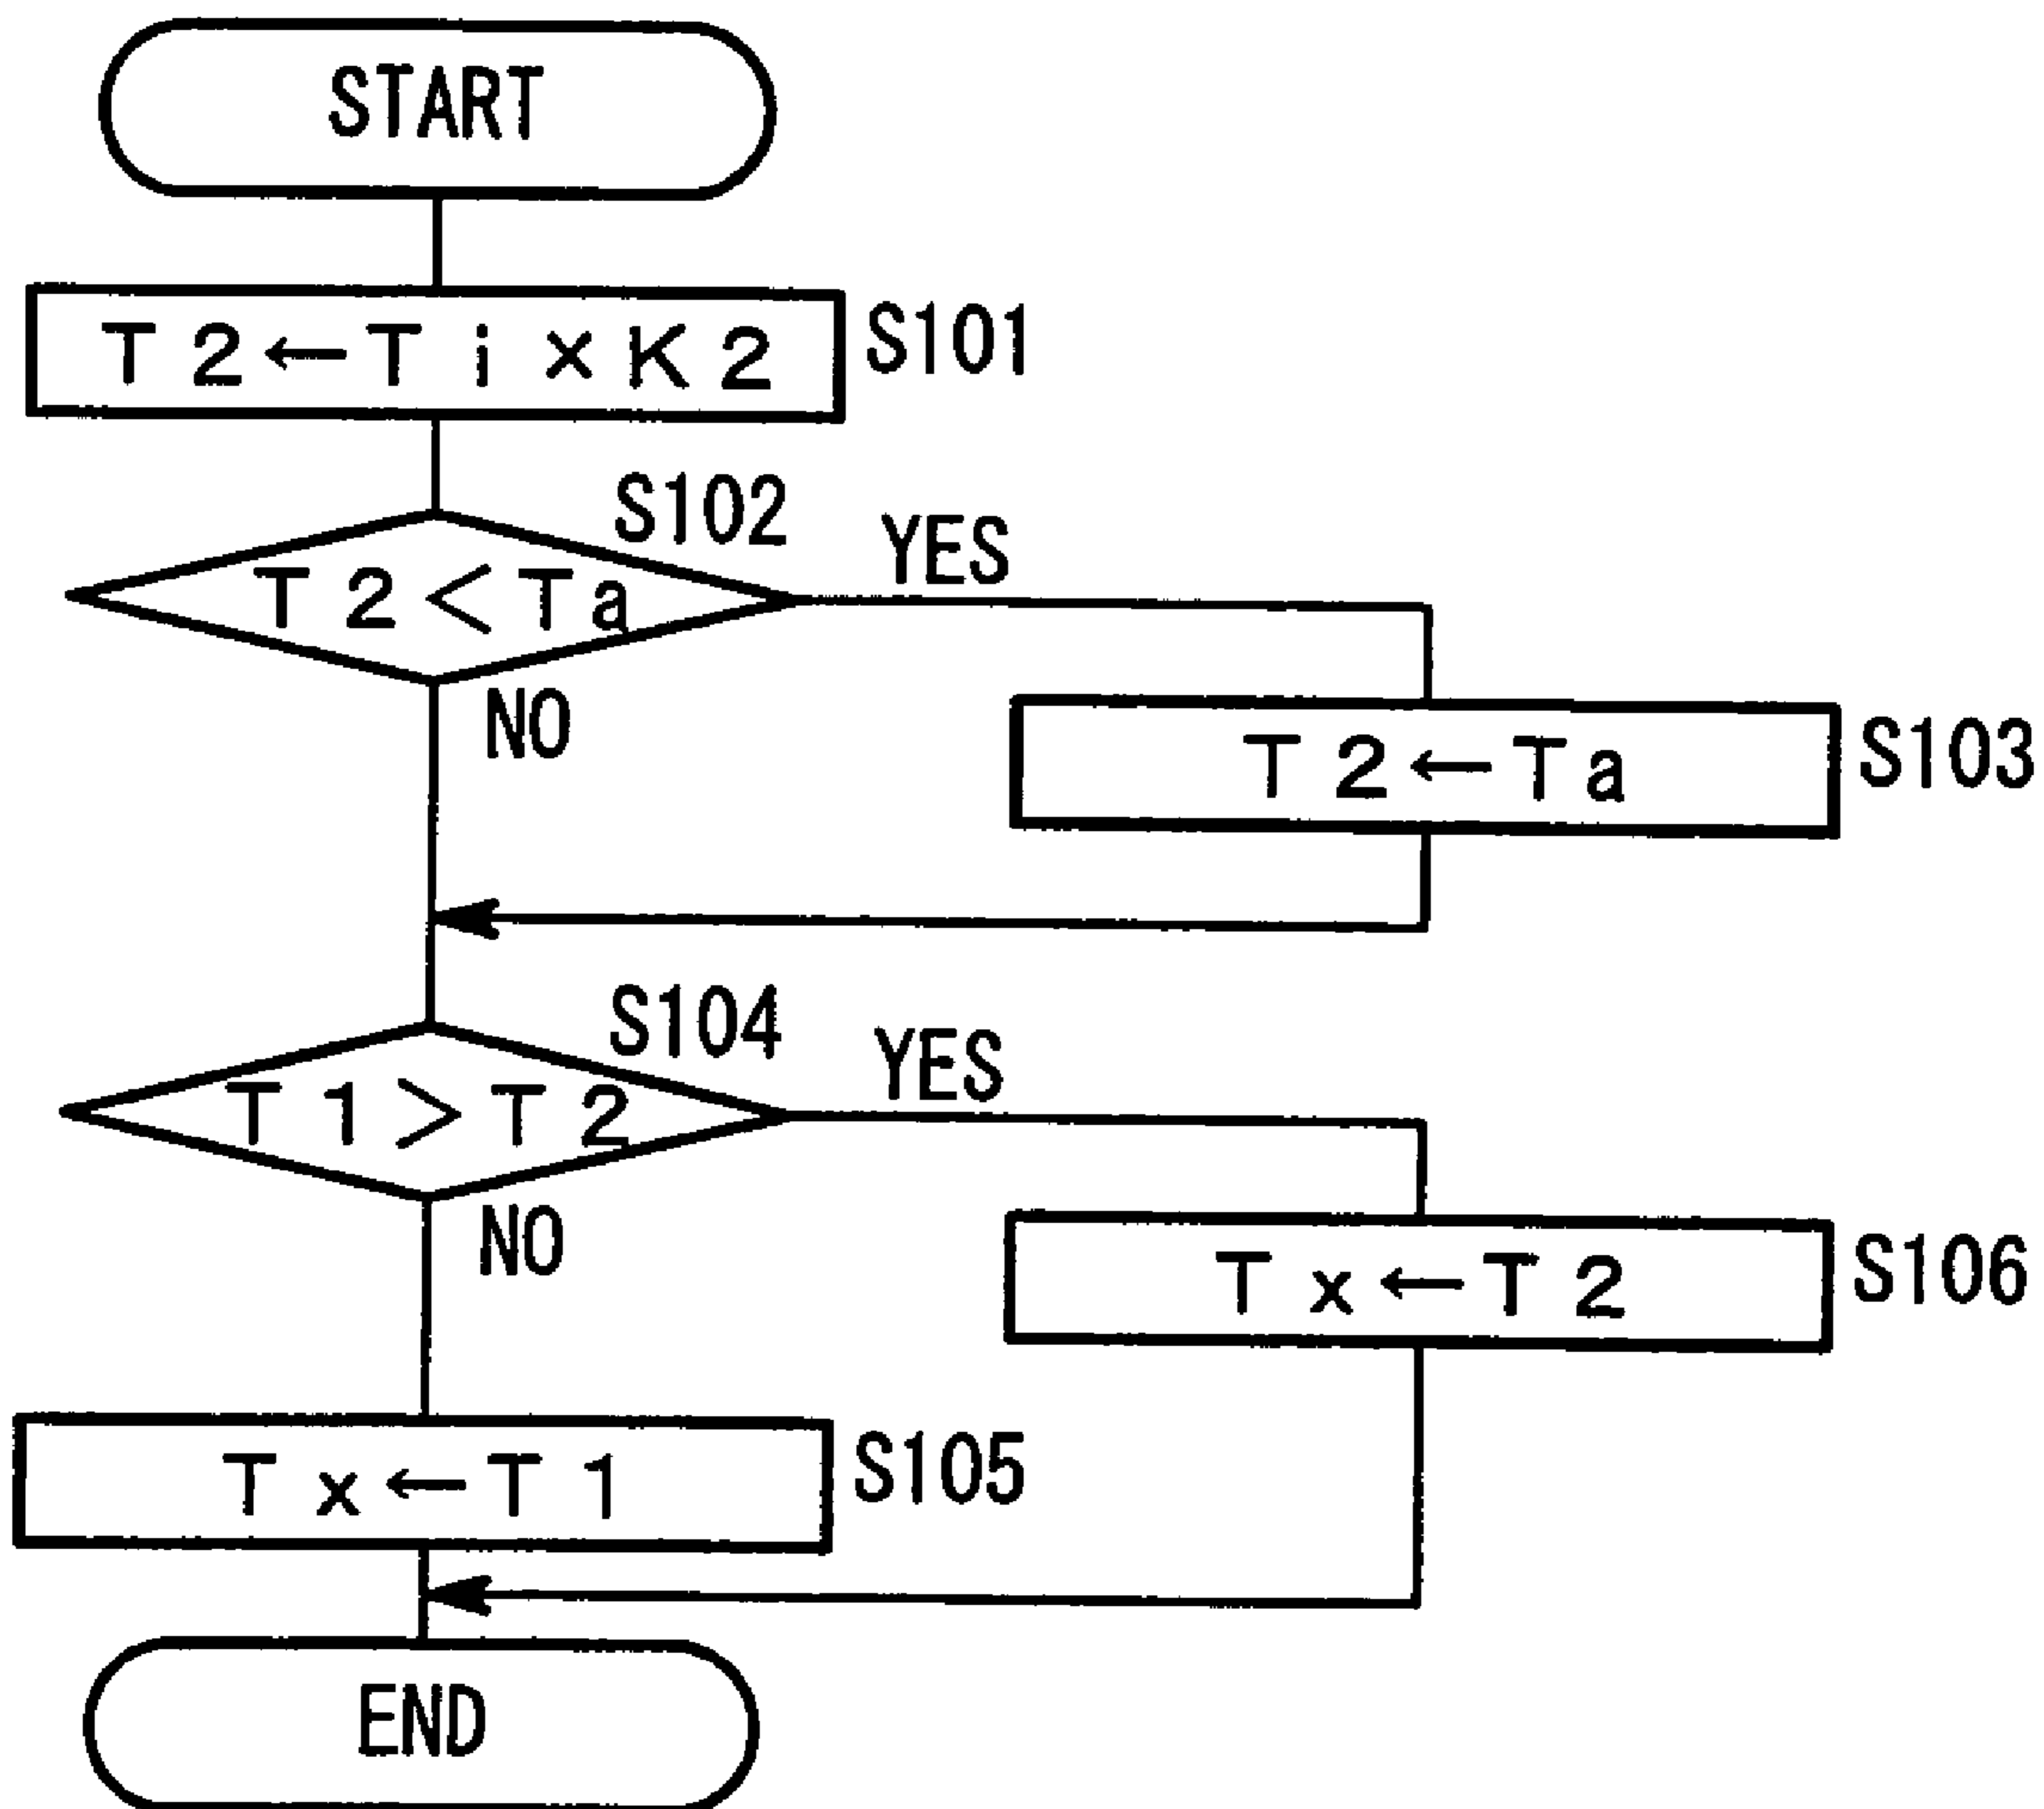 START
T2←Ti×K2 S101
S102
T2<Ta YES
NO
T2←Ta S103
S104
T1>T2 YES
NO
Tx←T2 S106
Tx←T1 S105
END